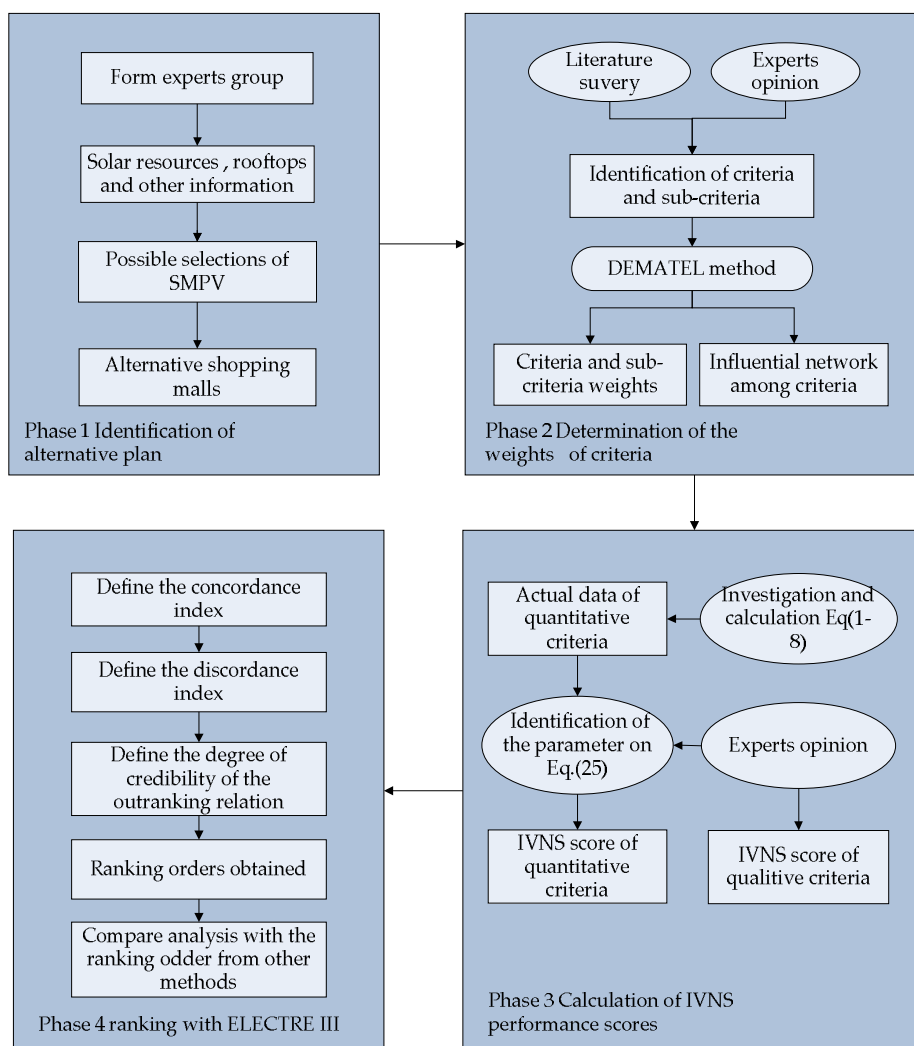 Form experts group
Solar resources , rooftops
and other information
Possible selections of
SMPV
Alternative shopping
malls
Phase 1 Identification of
alternative plan
Literature
suvery
Experts
opinion
Identification of criteria
and sub-criteria
DEMATEL method
Criteria and sub-
criteria weights
Influential network
among criteria
Phase 2 Determination of the
weights of criteria
Actual data of
quantitative
criteria
Investigation and
calculation Eq(1-
8)
Identification of
the parameter on
Eq.(25)
Experts opinion
IVNS score of
quantitative
criteria
IVNS score of
qualitive criteria
Phase 3 Calculation of IVNS
performance scores
Define the concordance
index
Define the discordance
index
Define the degree of
credibility of the
outranking relation
Ranking orders obtained
Compare analysis with the
ranking odder from other
methods
Phase 4 ranking with ELECTRE III